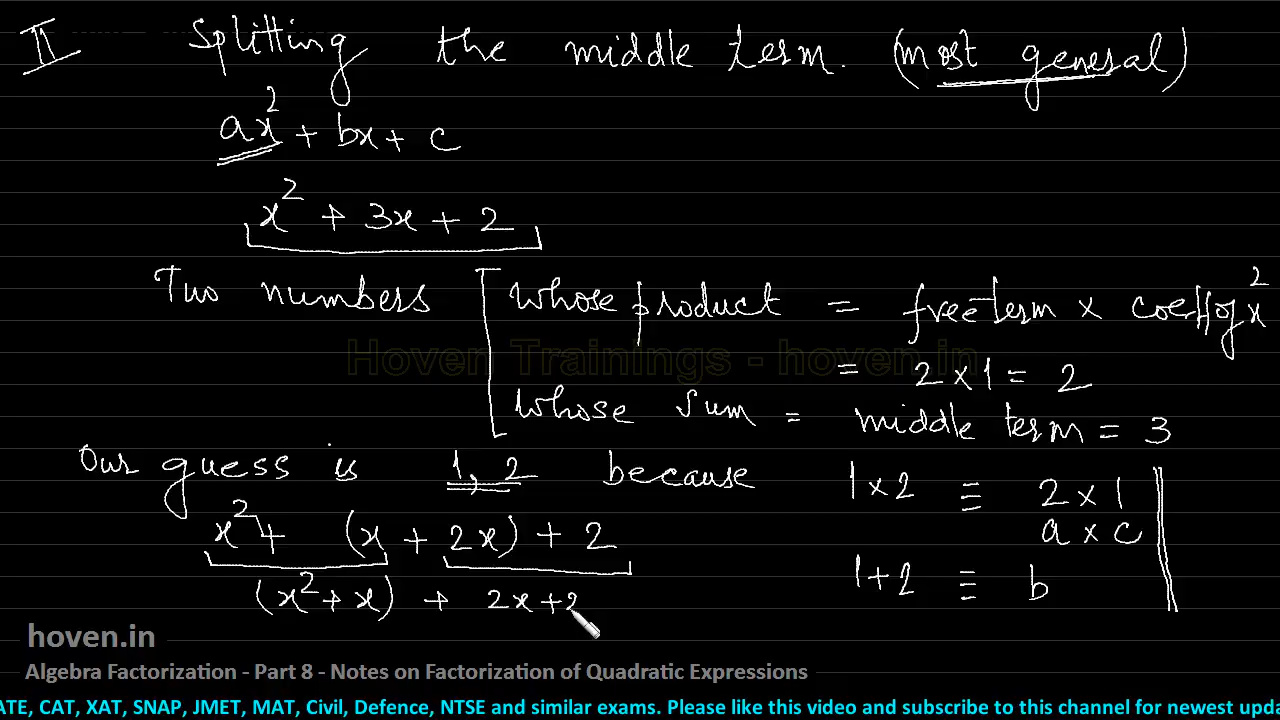 II Splitting the middle term. (most general)
ax² + bx + c
x² + 3x + 2
Two numbers whose product = free-term × coeff of x²
Hoven Trainings - hoven.in
= 2 × 1 = 2
whose sum = middle term = 3
Our guess is 1, 2 because 1 × 2 ≡ 2 × 1
a × c
x² + (x + 2x) + 2
1 + 2 ≡ b
(x² + x) + 2x + 2
hoven.in
Algebra Factorization - Part 8 - Notes on Factorization of Quadratic Expressions
ATE, CAT, XAT, SNAP, JMET, MAT, Civil, Defence, NTSE and similar exams. Please like this video and subscribe to this channel for newest upda